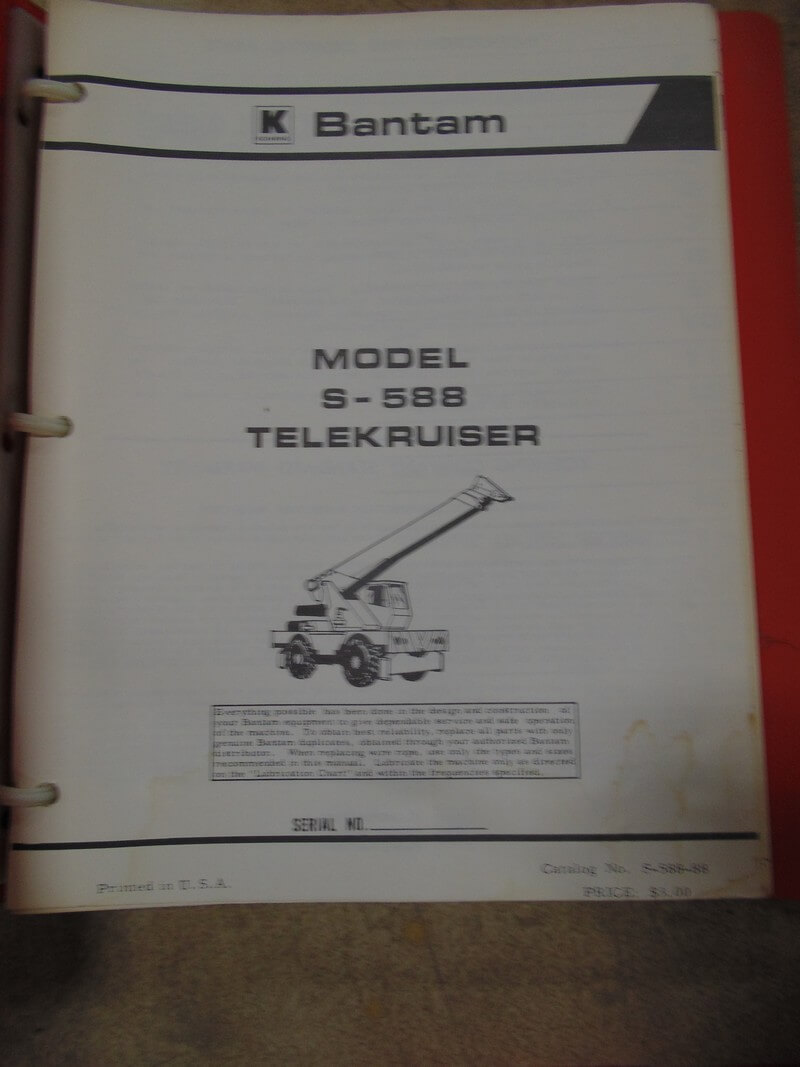 K Bantam
KOEHRING
MODEL
S-588
TELEKRUISER
Everything possible has been done in the design and construction of
your Bantam equipment to give dependable service and safe operation
of the machine. To obtain best reliability, replace all parts with only
genuine Bantam duplicates, obtained through your authorized Bantam
distributor. When replacing wire rope, use only the types and sizes
recommended in this manual. Lubricate the machine only as directed
on the "Lubrication Chart" and within the frequencies specified.
SERIAL NO.
Printed in U.S.A.
Catalog No. S-588-
PRICE: $3.00